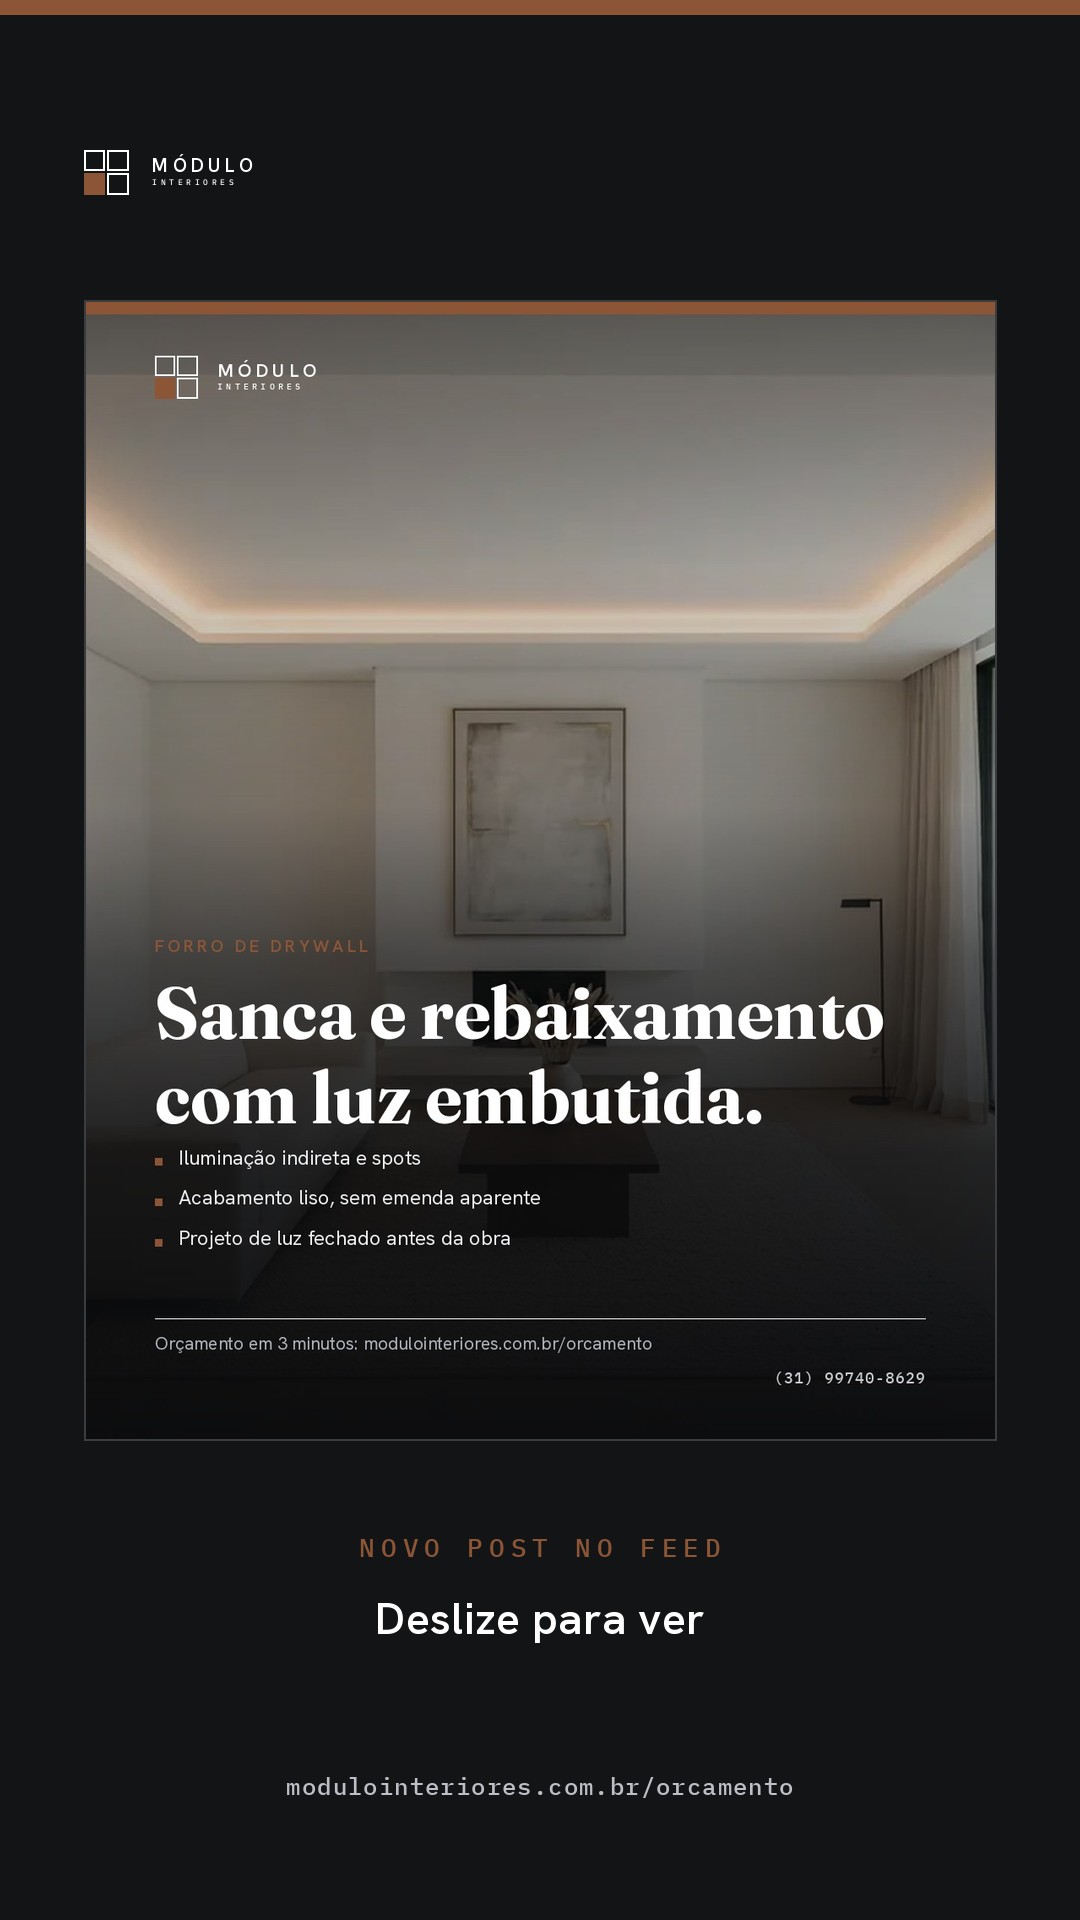 MÓDULO
INTERIORES
MÓDULO
INTERIORES
FORRO DE DRYWALL
Sanca e rebaixamento
com luz embutida.
Iluminação indireta e spots
Acabamento liso, sem emenda aparente
Projeto de luz fechado antes da obra
Orçamento em 3 minutos: modulointeriores.com.br/orcamento
(31) 99740-8629
NOVO POST NO FEED
Deslize para ver
modulointeriores.com.br/orcamento